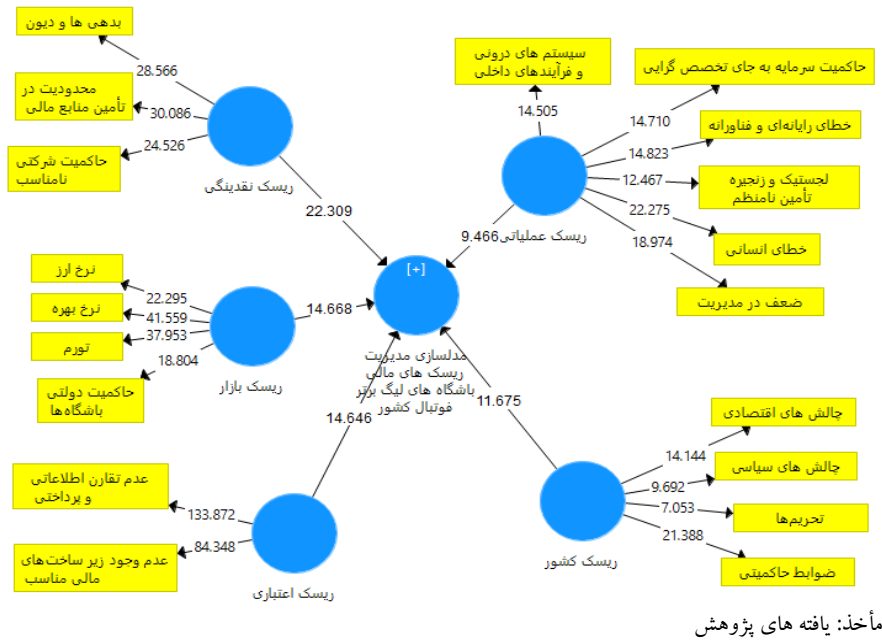 بدهی ها و دیون
28.566
محدودیت در
تأمین منابع مالی
30.086
حاکمیت شرکتی
نامناسب
24.526
ریسک نقدینگی
22.309
سیستم های درونی
و فرآیندهای داخلی
14.505
حاکمیت سرمایه به جای تخصص گرایی
14.710
خطای رایانه‌ای و فناورانه
14.823
لجستیک و زنجیره
تأمین نامنظم
12.467
خطای انسانی
22.275
ضعف در مدیریت
18.974
ریسک عملیاتی
9.466
[+]
مدلسازی مدیریت
ریسک های مالی
باشگاه های لیگ برتر
فوتبال کشور
نرخ ارز
22.295
نرخ بهره
41.559
تورم
37.953
حاکمیت دولتی
باشگاه‌ها
18.804
ریسک بازار
14.668
عدم تقارن اطلاعاتی
و پرداختی
133.872
عدم وجود زیر ساخت‌های
مالی مناسب
84.348
ریسک اعتباری
14.646
چالش های اقتصادی
14.144
چالش های سیاسی
9.692
تحریم‌ها
7.053
ضوابط حاکمیتی
21.388
ریسک کشور
11.675
مأخذ: یافته های پژوهش